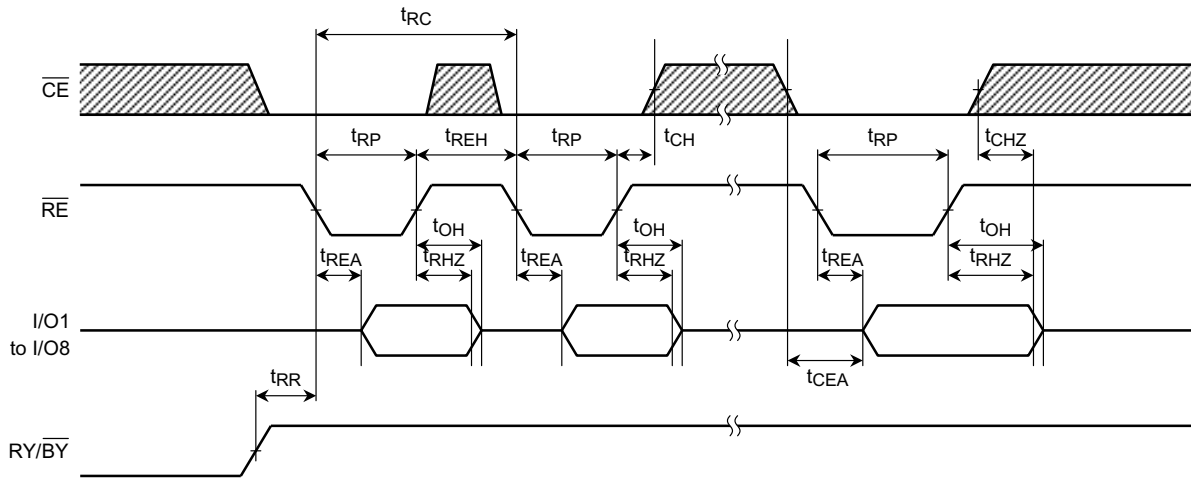 tRC
CE
tRP tREH tRP tCH tRP tCHZ
RE
tOH tOH tOH
tREA tRHZ tREA tRHZ tREA tRHZ
I/O1
to I/O8
tCEA
tRR
RY/BY